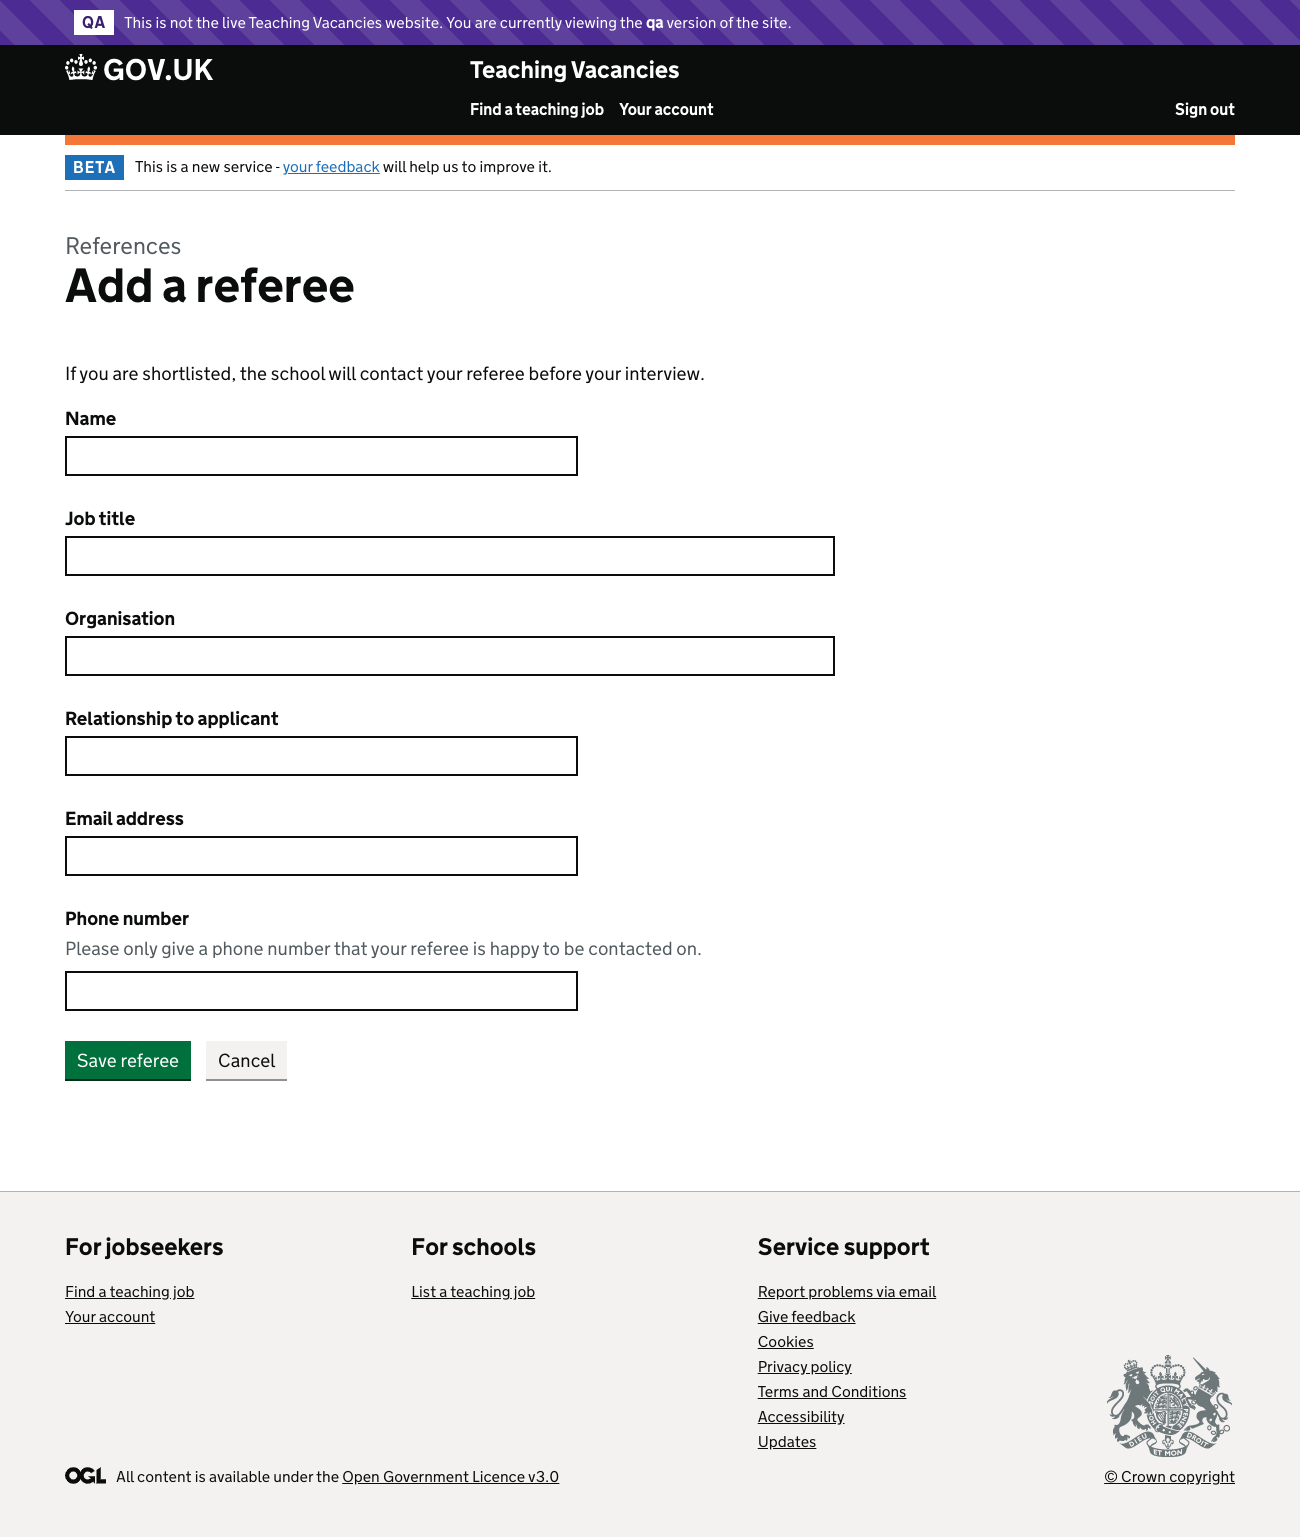 QA This is not the live Teaching Vacancies website. You are currently viewing the qa version of the site.
GOV.UK Teaching Vacancies
Find a teaching job Your account Sign out
BETA This is a new service - your feedback will help us to improve it.
References
Add a referee
If you are shortlisted, the school will contact your referee before your interview.
Name
Job title
Organisation
Relationship to applicant
Email address
Phone number
Please only give a phone number that your referee is happy to be contacted on.
Save referee Cancel
For jobseekers For schools Service support
Find a teaching job List a teaching job Report problems via email
Your account Give feedback
Cookies
Privacy policy
Terms and Conditions
Accessibility
Updates
OGL All content is available under the Open Government Licence v3.0 © Crown copyright